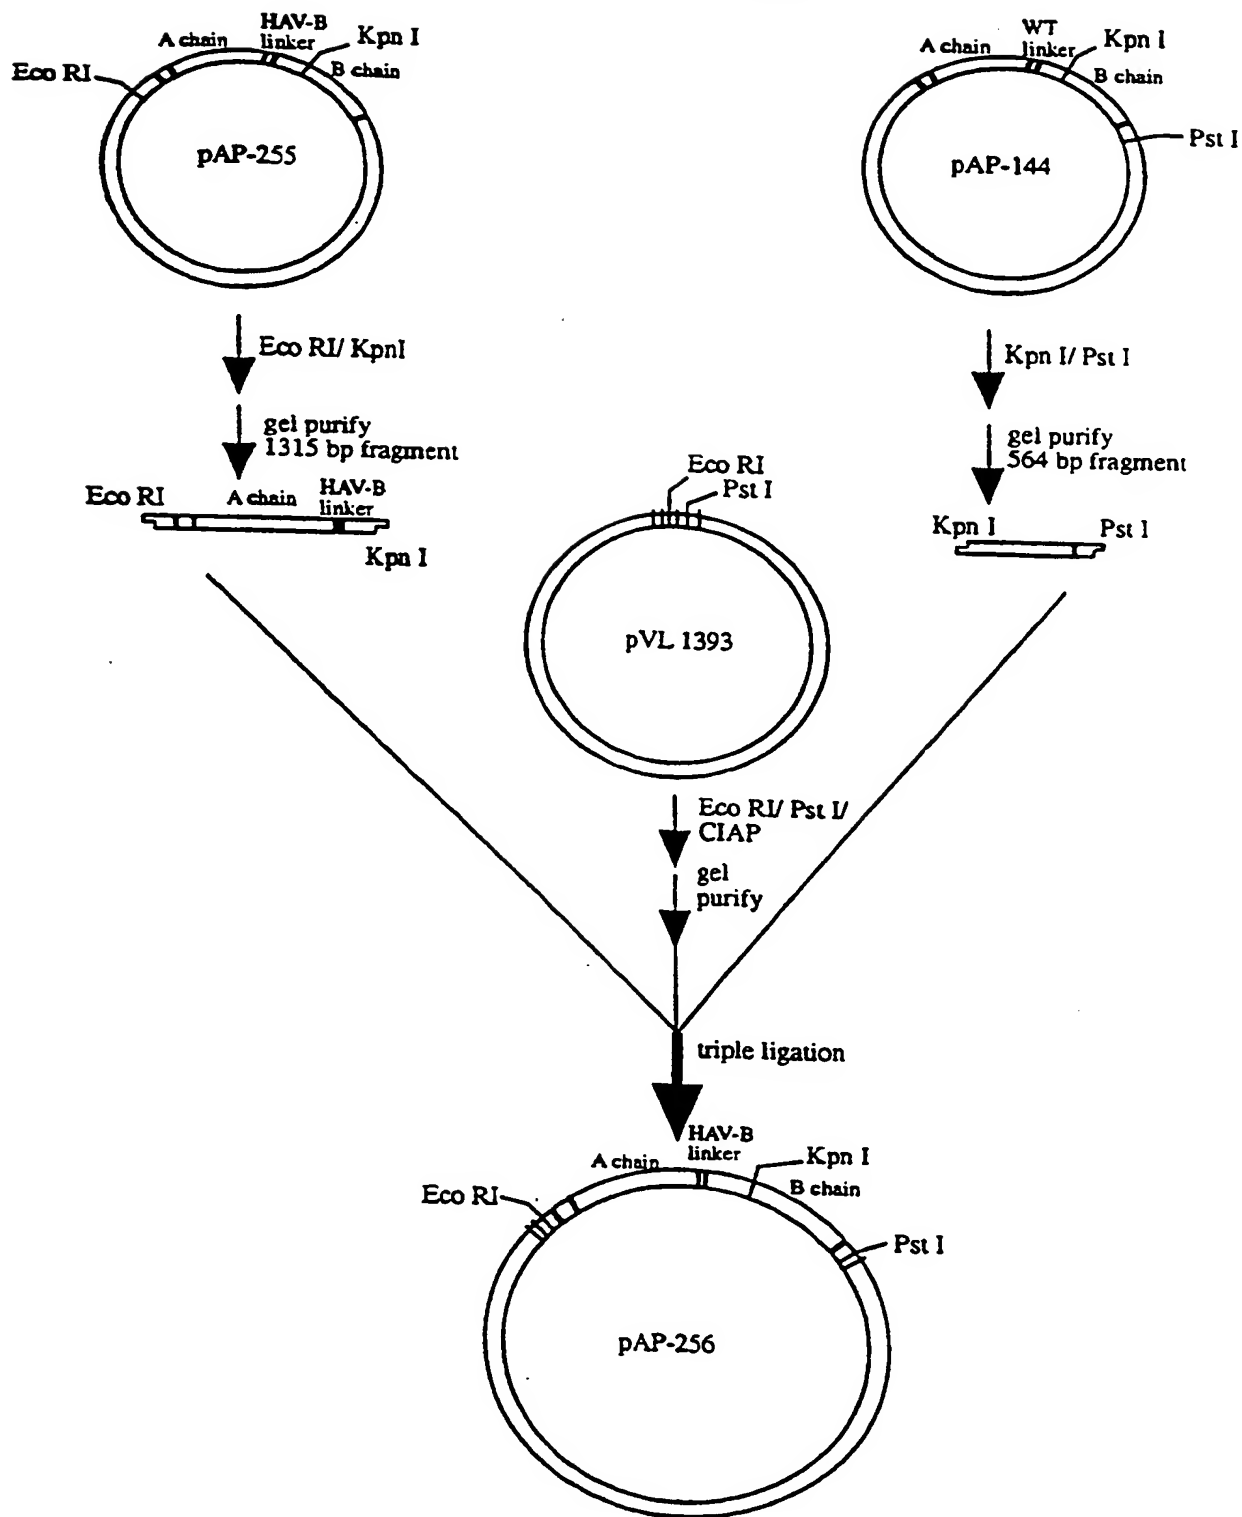 A chain
HAV-B
linker
Kpn I
Eco RI
B chain
pAP-255
A chain
WT
linker
Kpn I
B chain
Pst I
pAP-144
Eco RI/ KpnI
gel purify
1315 bp fragment
Kpn I/ Pst I
gel purify
564 bp fragment
Eco RI
A chain
HAV-B
linker
Kpn I
Eco RI
Pst I
Kpn I
Pst I
pVL 1393
Eco RI/ Pst I/
CIAP
gel
purify
triple ligation
HAV-B
linker
A chain
Kpn I
B chain
Eco RI
Pst I
pAP-256